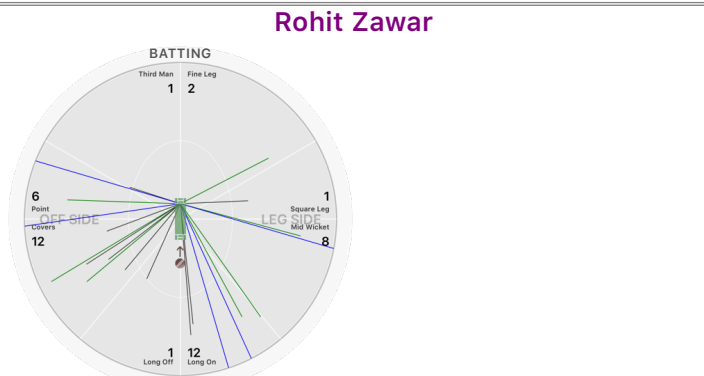 Rohit Zawar
BATTING
Third Man
Fine Leg
1
2
6
Point
OFF SIDE
Covers
12
1
Square Leg
LEG SIDE
Mid Wicket
8
1
Long Off
12
Long On